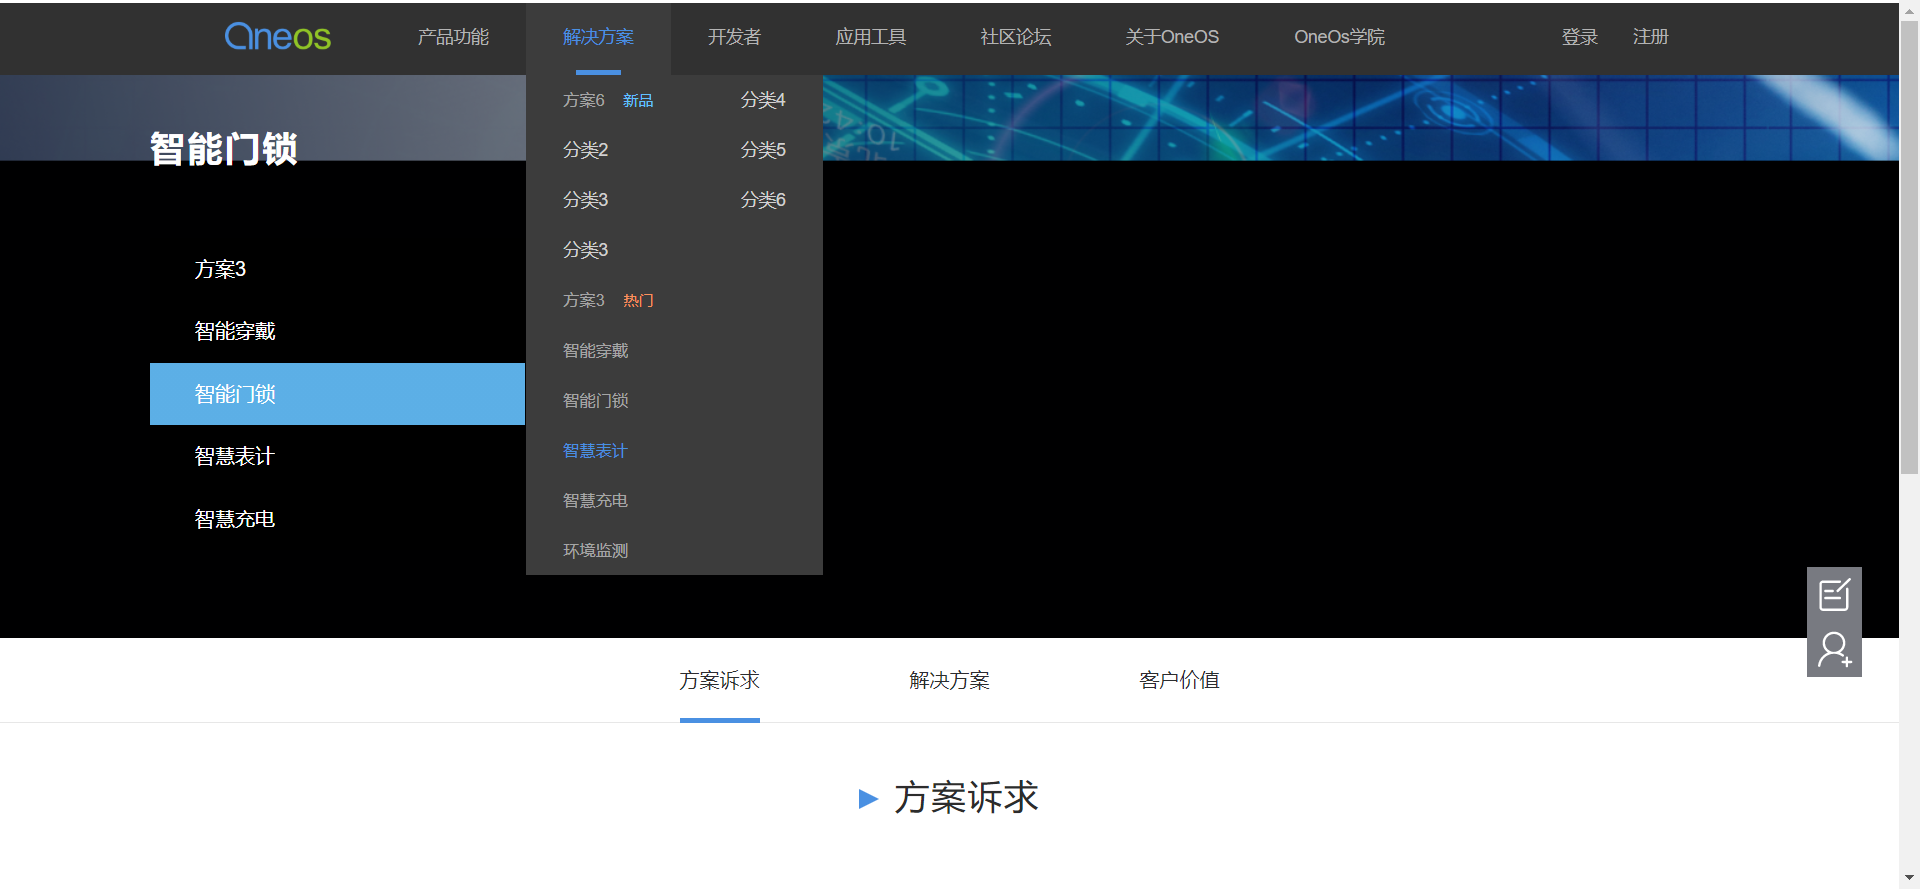 Oneos 产品功能 解决方案 开发者 应用工具 社区论坛 关于OneOS OneOs学院 登录 注册
方案6 新品 分类4
智能门锁
分类2 分类5
分类3 分类6
分类3
方案3
方案3 热门
智能穿戴
智能穿戴
智能门锁
智能门锁
智慧表计
智慧表计
智慧充电
智慧充电
环境监测
方案诉求 解决方案 客户价值
方案诉求